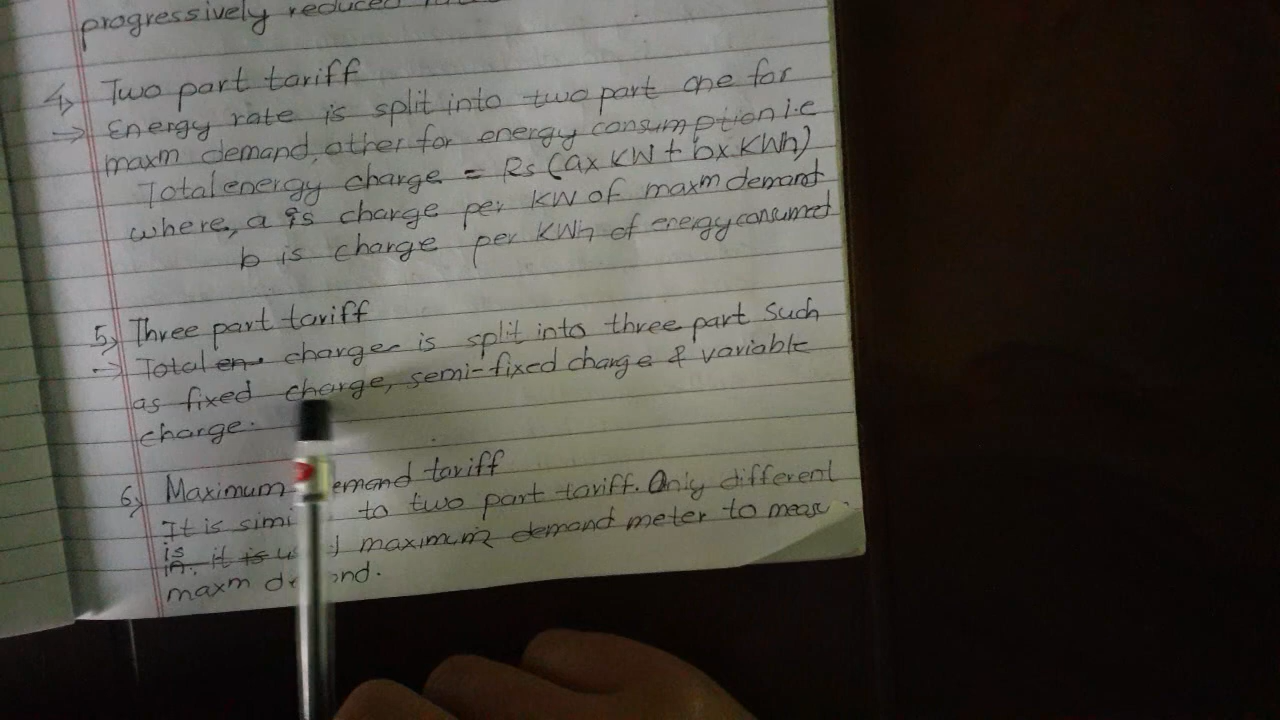 progressively reduced
4) Two part tariff
→ Energy rate is split into two part one for
maxm demand, other for energy consumption i.e
Total energy charge = Rs (a x KW + b x KWh)
where, a is charge per KW of maxm demand
b is charge per KWh of energy consumed
5) Three part tariff
→ Total charge is split into three part such
as fixed charge, semi-fixed charge & variable
charge.
6) Maximum demand tariff
It is to two part tariff. Only different
is it maximum demand meter to
maxm demand.